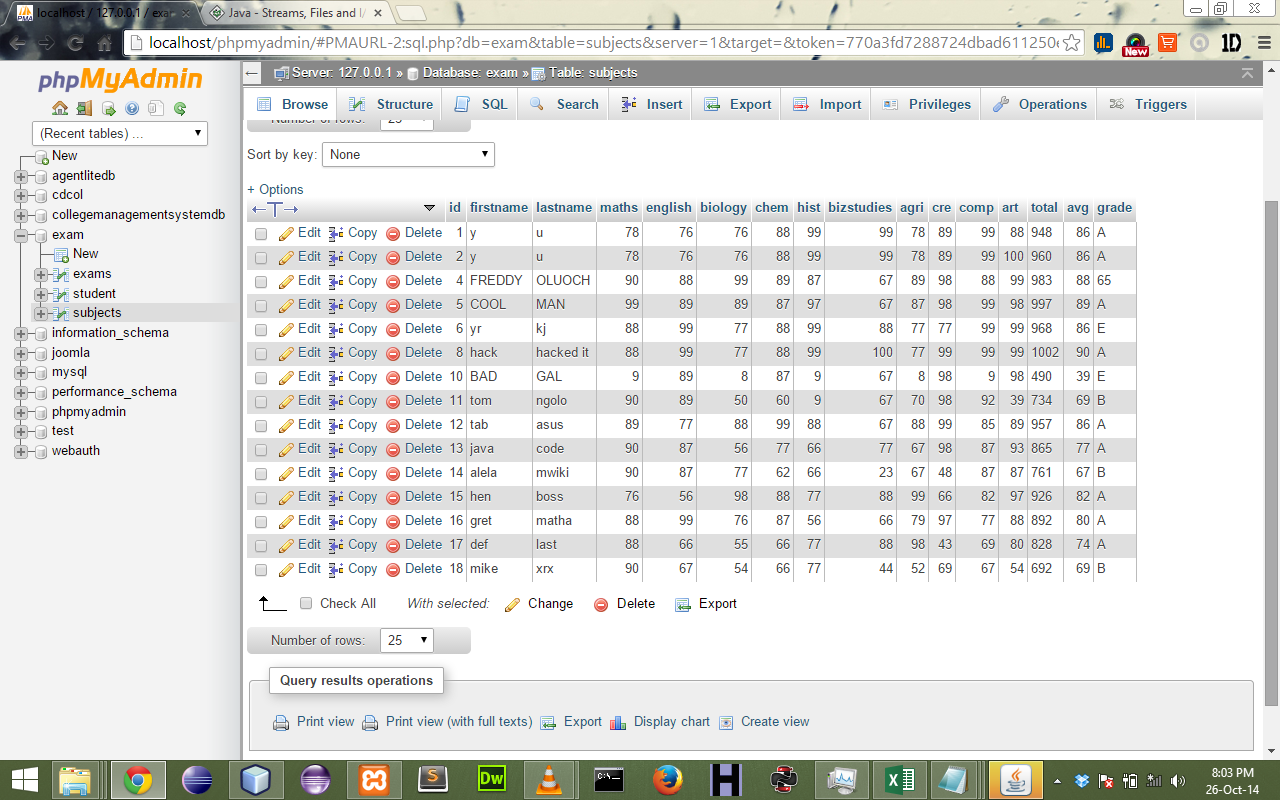 localhost / 127.0.0.1 / exam
Java - Streams, Files and I/
localhost/phpmyadmin/#PMAURL-2:sql.php?db=exam&table=subjects&server=1&target=&token=770a3fd7288724dbad611250
New
1D
phpMyAdmin
(Recent tables) ...
New
agentlitedb
cdcol
collegemanagementsystemdb
exam
New
exams
student
subjects
information_schema
joomla
mysql
performance_schema
phpmyadmin
test
webauth
Server: 127.0.0.1 » Database: exam » Table: subjects
Browse Structure SQL Search Insert Export Import Privileges Operations Triggers
Number of rows: 25
Sort by key: None
+ Options
id firstname lastname maths english biology chem hist bizstudies agri cre comp art total avg grade
Edit Copy Delete 1 y u 78 76 76 88 99 99 78 89 99 88 948 86 A
Edit Copy Delete 2 y u 78 76 76 88 99 99 78 89 99 100 960 86 A
Edit Copy Delete 4 FREDDY OLUOCH 90 88 99 89 87 67 89 98 88 99 983 88 65
Edit Copy Delete 5 COOL MAN 99 89 89 87 97 67 87 98 99 98 997 89 A
Edit Copy Delete 6 yr kj 88 99 77 88 99 88 77 77 99 99 968 86 E
Edit Copy Delete 8 hack hacked it 88 99 77 88 99 100 77 99 99 99 1002 90 A
Edit Copy Delete 10 BAD GAL 9 89 8 87 9 67 8 98 9 98 490 39 E
Edit Copy Delete 11 tom ngolo 90 89 50 60 9 67 70 98 92 39 734 69 B
Edit Copy Delete 12 tab asus 89 77 88 99 88 67 88 99 85 89 957 86 A
Edit Copy Delete 13 java code 90 87 56 77 66 77 67 98 87 93 865 77 A
Edit Copy Delete 14 alela mwiki 90 87 77 62 66 23 67 48 87 87 761 67 B
Edit Copy Delete 15 hen boss 76 56 98 88 77 88 99 66 82 97 926 82 A
Edit Copy Delete 16 gret matha 88 99 76 87 56 66 79 97 77 88 892 80 A
Edit Copy Delete 17 def last 88 66 55 66 77 88 98 43 69 80 828 74 A
Edit Copy Delete 18 mike xrx 90 67 54 66 77 44 52 69 67 54 692 69 B
Check All With selected: Change Delete Export
Number of rows: 25
Query results operations
Print view Print view (with full texts) Export Display chart Create view
Dw
8:03 PM
26-Oct-14